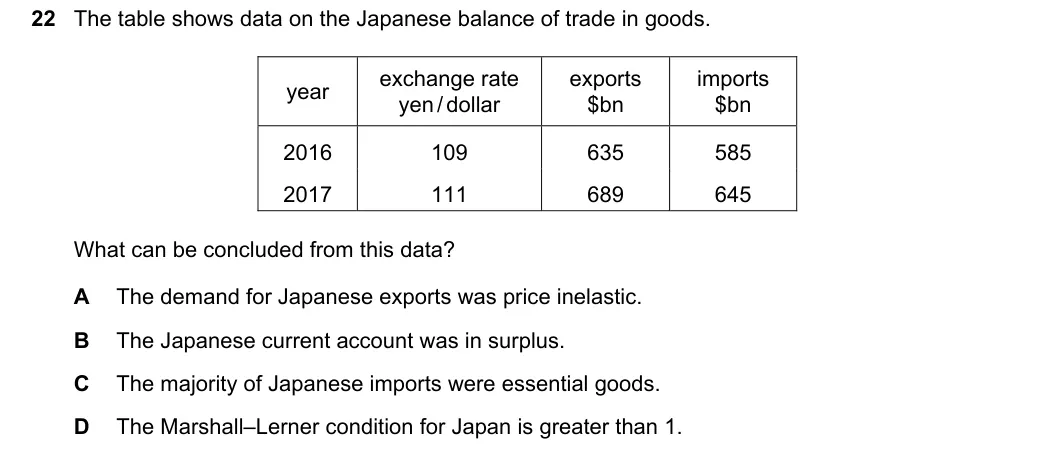 22 The table shows data on the Japanese balance of trade in goods.
year exchange rate yen/dollar exports $bn imports $bn
2016 109 635 585
2017 111 689 645
What can be concluded from this data?
A The demand for Japanese exports was price inelastic.
B The Japanese current account was in surplus.
C The majority of Japanese imports were essential goods.
D The Marshall–Lerner condition for Japan is greater than 1.